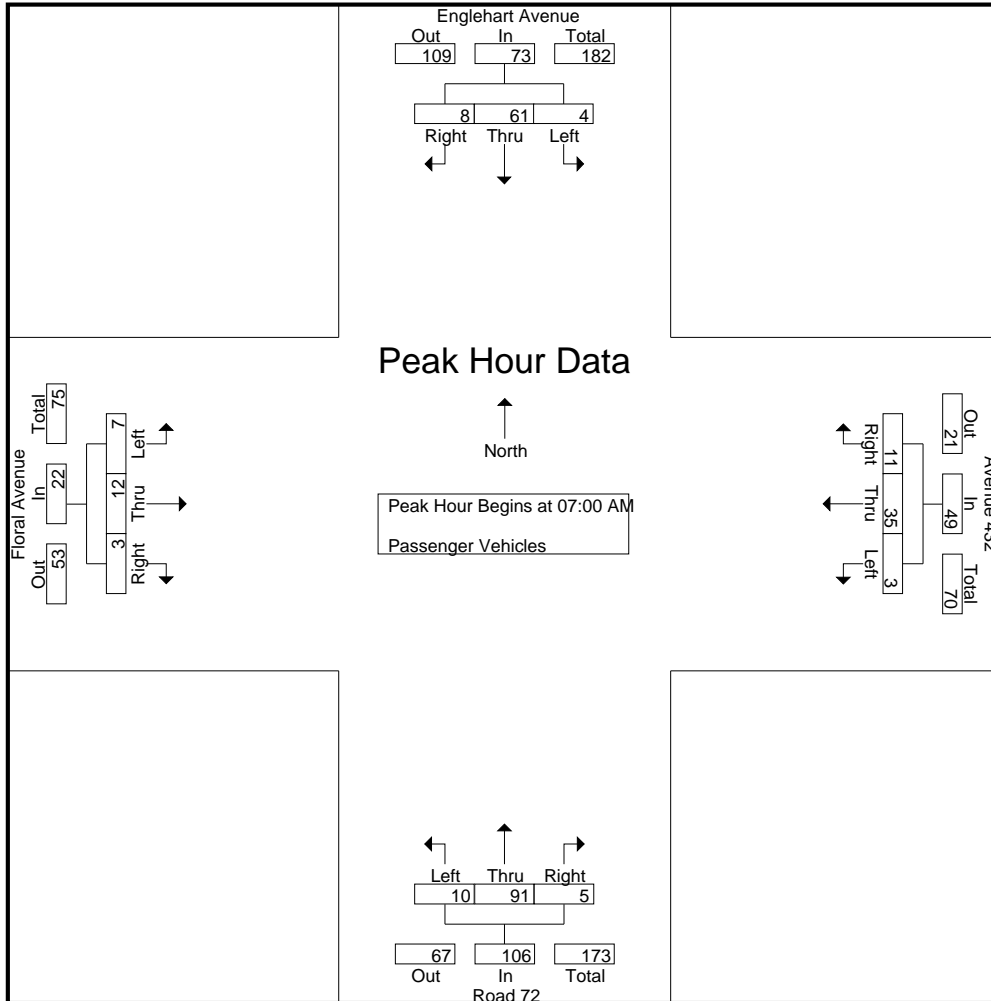 Englehart Avenue
Out In Total
109 73 182
8 61 4
Right Thru Left
Peak Hour Data
North
Peak Hour Begins at 07:00 AM
Passenger Vehicles
Floral Avenue
Out In Total
53 22 75
7 12 3
Left Thru Right
Out In Total
21 49 70
Right Thru Left
11 35 3
Avenue
Left Thru Right
10 91 5
67 106 173
Out In Total
Road 72